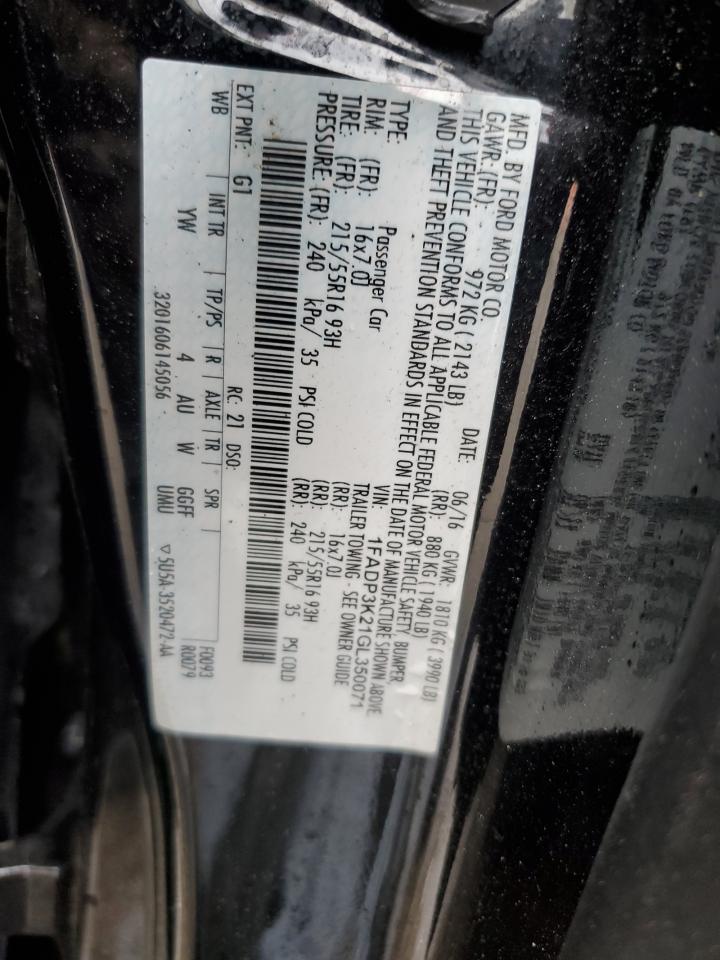 MFD. BY FORD MOTOR CO.
DATE: 06/16 GVWR: 1810 KG ( 3990 LB)
GAWR: (FR): 972 KG ( 2143 LB) (RR): 880 KG ( 1940 LB
THIS VEHICLE CONFORMS TO ALL APPLICABLE FEDERAL MOTOR VEHICLE SAFETY, BUMPER,
AND THEFT PREVENTION STANDARDS IN EFFECT ON THE DATE OF MANUFACTURE SHOWN ABOVE
VIN: 1FADP3K21GL350071
TYPE: Passenger Car TRAILER TOWING - SEE OWNER GUIDE
RIM: (FR): 16x7.0J (RR): 16x7.0J
TIRE: (FR): 215/55R16 93H (RR): 215/55R16 93H
PRESSURE: (FR): 240 kPa/ 35 PSI COLD (RR): 240 kPa/ 35 PSI COLD
EXT PNT: G1 RC: 21 DSO:
WB INT TR TP/PS R AXLE TR SPR F0093
YW 4 AU W GGFF R0079
3201606145056 UMU ▽5U5A-3520472-AA